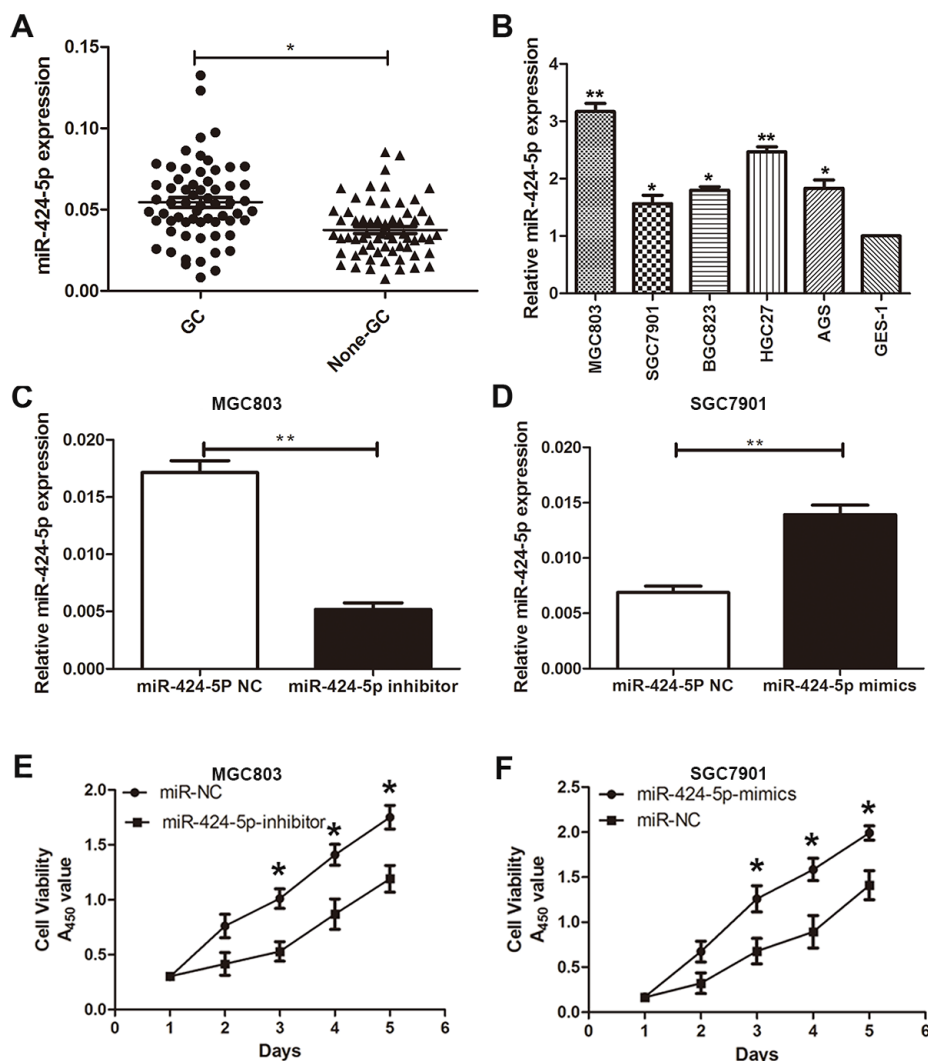 A
miR-424-5p expression
0.15
0.10
0.05
0.00
*
GC
None-GC
B
Relative miR-424-5p expression
4
3
2
1
0
**
*
*
**
*
MGC803
SGC7901
BGC823
HGC27
AGS
GES-1
C
MGC803
Relative miR-424-5p expression
0.020
0.015
0.010
0.005
0.000
**
miR-424-5P NC
miR-424-5p inhibitor
D
SGC7901
Relative miR-424-5p expression
0.020
0.015
0.010
0.005
0.000
**
miR-424-5P NC
miR-424-5p mimics
E
MGC803
miR-NC
miR-424-5p-inhibitor
Cell Viability
A450 value
2.0
1.5
1.0
0.5
0.0
*
*
*
0 1 2 3 4 5 6
Days
F
SGC7901
miR-424-5p-mimics
miR-NC
Cell Viability
A450 value
2.5
2.0
1.5
1.0
0.5
0.0
*
*
*
0 1 2 3 4 5 6
Days